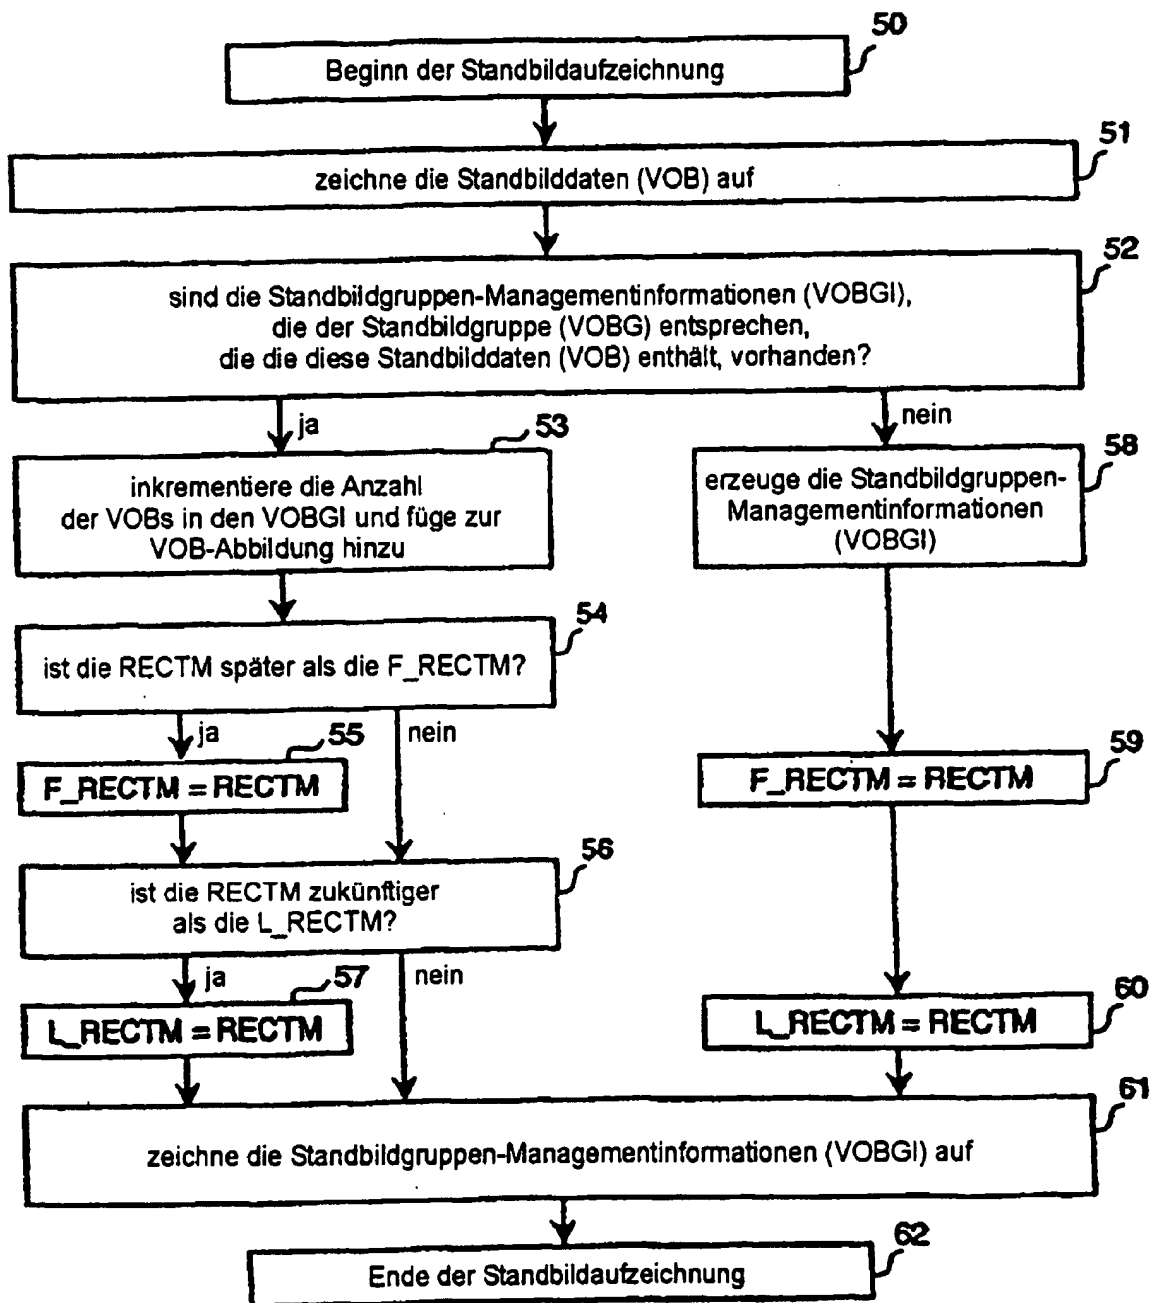 50
Beginn der Standbildaufzeichnung
51
zeichne die Standbilddaten (VOB) auf
52
sind die Standbildgruppen-Managementinformationen (VOBGI),
die der Standbildgruppe (VOBG) entsprechen,
die die diese Standbilddaten (VOB) enthält, vorhanden?
ja
nein
53
inkrementiere die Anzahl
der VOBs in den VOBGI und füge zur
VOB-Abbildung hinzu
58
erzeuge die Standbildgruppen-
Managementinformationen
(VOBGI)
54
ist die RECTM später als die F_RECTM?
ja
nein
55
F_RECTM = RECTM
59
F_RECTM = RECTM
56
ist die RECTM zukünftiger
als die L_RECTM?
ja
nein
57
L_RECTM = RECTM
60
L_RECTM = RECTM
61
zeichne die Standbildgruppen-Managementinformationen (VOBGI) auf
62
Ende der Standbildaufzeichnung